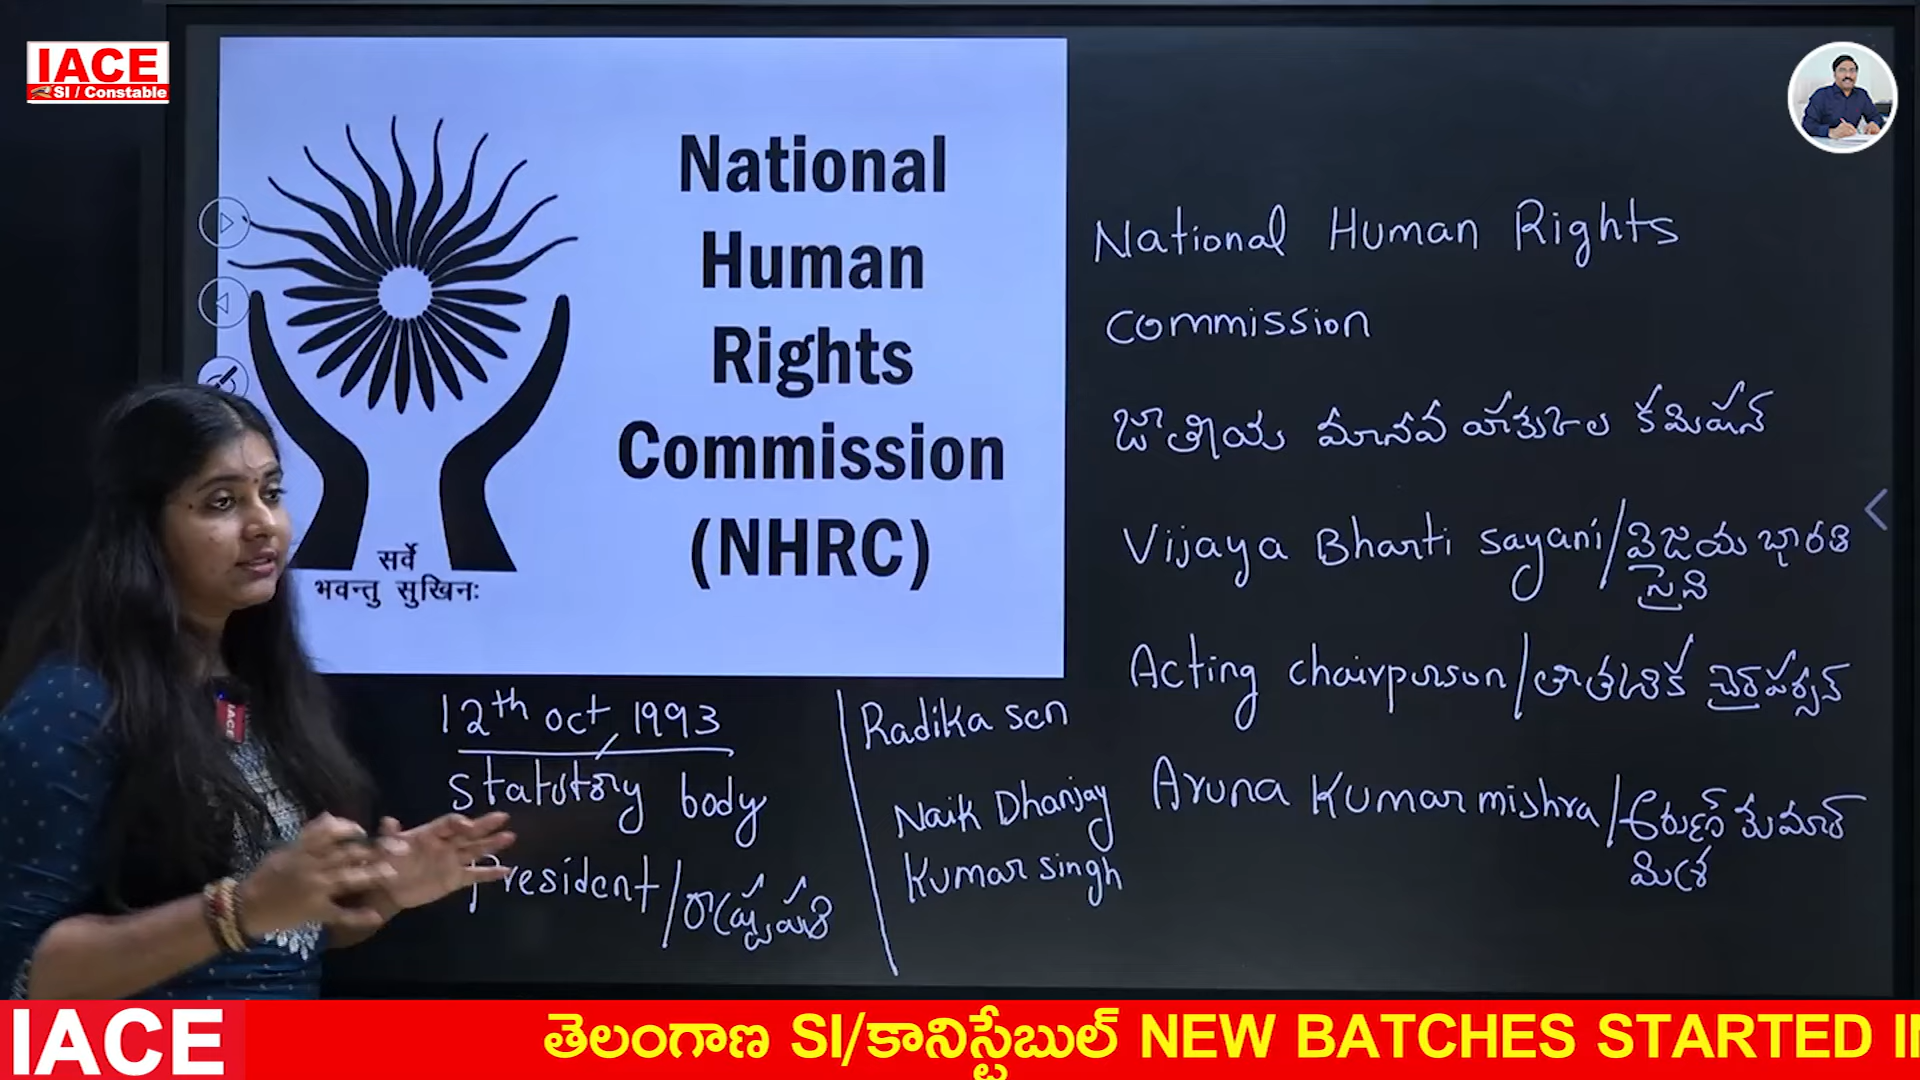 IACE
SI / Constable
National
Human
Rights
Commission
(NHRC)
सर्वे
भवन्तु सुखिनः
National Human Rights
Commission
జాతీయ మానవ హక్కుల కమిషన్
Vijaya Bharti Sayani/విజయ భారతి
సైని
Acting chairperson/తాత్కాలిక చైర్‌పర్సన్
Aruna Kumar mishra/అరుణ్ కుమార్
మిశ్ర
12th oct, 1993
Statutory body
President/రాష్ట్రపతి
Radika sen
Naik Dhanjay
Kumar singh
IACE
IACE తెలంగాణ SI/కానిస్టేబుల్ NEW BATCHES STARTED IN